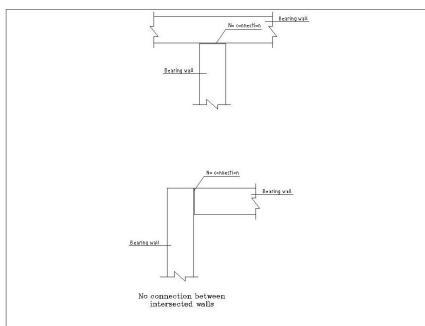 Bearing wall
No connection
Bearing wall
No connection
Bearing wall
Bearing wall
No connection between
intersected walls